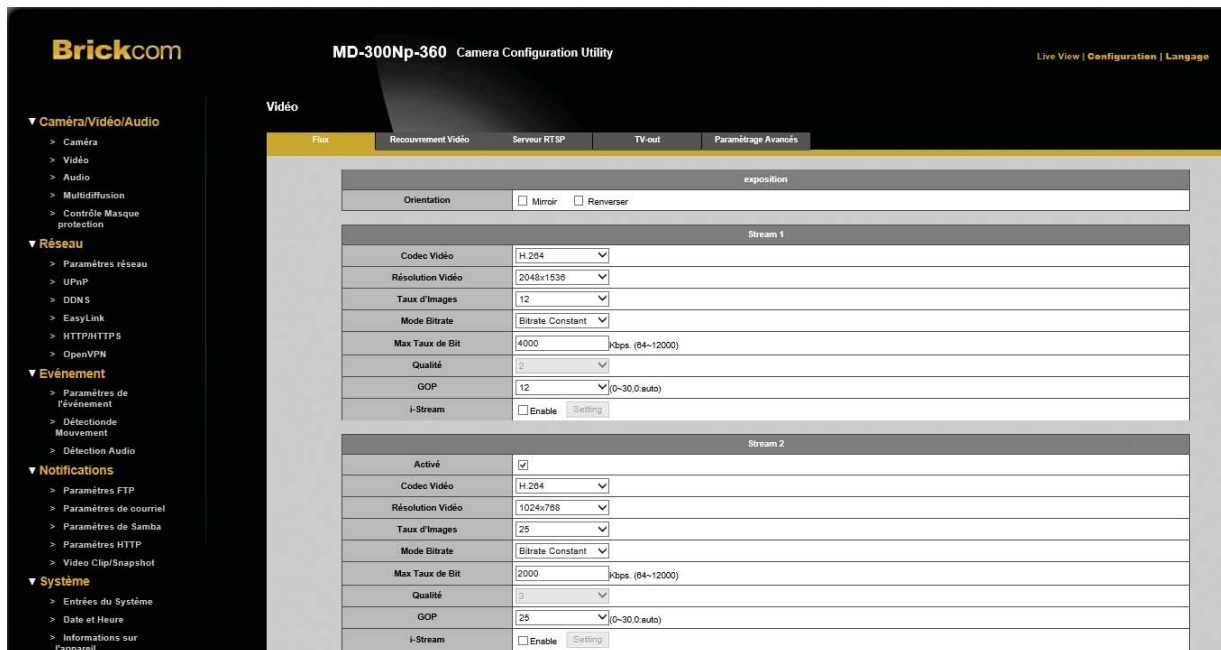 Brickcom
MD-300Np-360 Camera Configuration Utility
Live View | Configuration | Langage
Caméra/Vidéo/Audio
> Caméra
> Vidéo
> Audio
> Multidiffusion
> Contrôle Masque
protection
Réseau
> Paramètres réseau
> UPnP
> DDNS
> EasyLink
> HTTP/HTTPS
> OpenVPN
Evénement
> Paramètres de
l'événement
> Détectionde
Mouvement
> Détection Audio
Notifications
> Paramètres FTP
> Paramètres de courriel
> Paramètres de Samba
> Paramètres HTTP
> Video Clip/Snapshot
Système
> Entrées du Système
> Date et Heure
> Informations sur
l'appareil
Vidéo
Flux Recouvrement Vidéo Serveur RTSP TV-out Paramètrage Avancés
exposition
Orientation Mirroir Renverser
Stream 1
Codec Vidéo H.264
Résolution Vidéo 2048x1536
Taux d'Images 12
Mode Bitrate Bitrate Constant
Max Taux de Bit 4000 Kbps. (64~12000)
Qualité 2
GOP 12 (0~30,0:auto)
i-Stream Enable Setting
Stream 2
Activé
Codec Vidéo H.264
Résolution Vidéo 1024x768
Taux d'Images 25
Mode Bitrate Bitrate Constant
Max Taux de Bit 2000 Kbps. (64~12000)
Qualité 3
GOP 25 (0~30,0:auto)
i-Stream Enable Setting